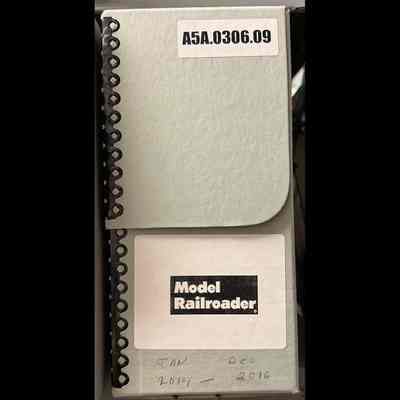 A5A.0306.09
Model
Railroader®
JAN DEC
2014 — 2016